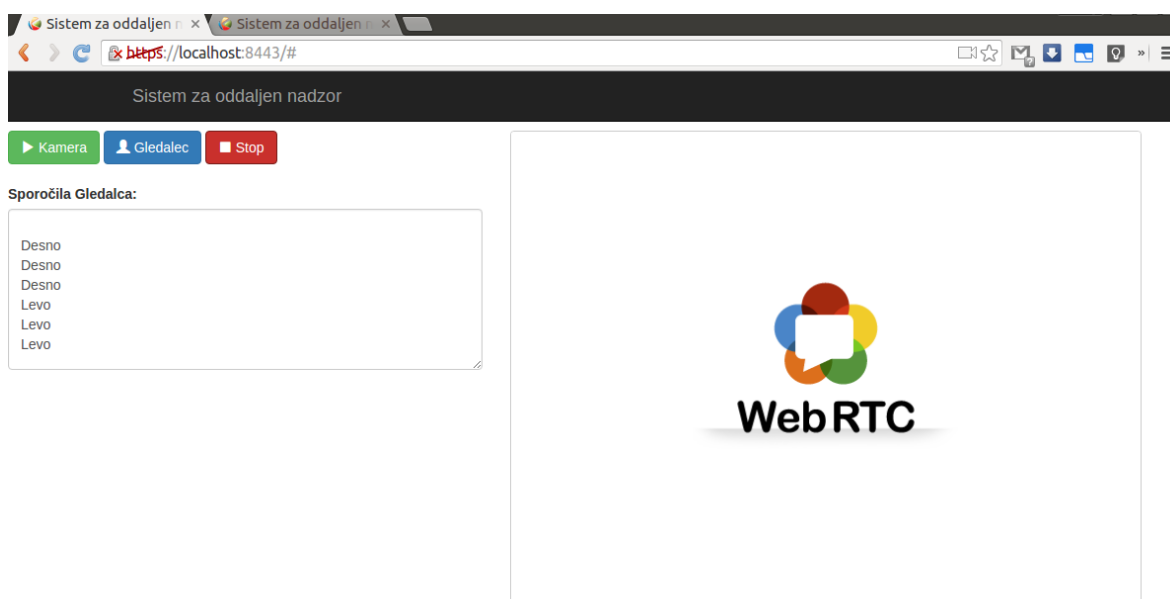 Sistem za oddaljen n
Sistem za oddaljen n
https://localhost:8443/#
Sistem za oddaljen nadzor
Kamera
Gledalec
Stop
Sporočila Gledalca:
Desno
Desno
Desno
Levo
Levo
Levo
WebRTC